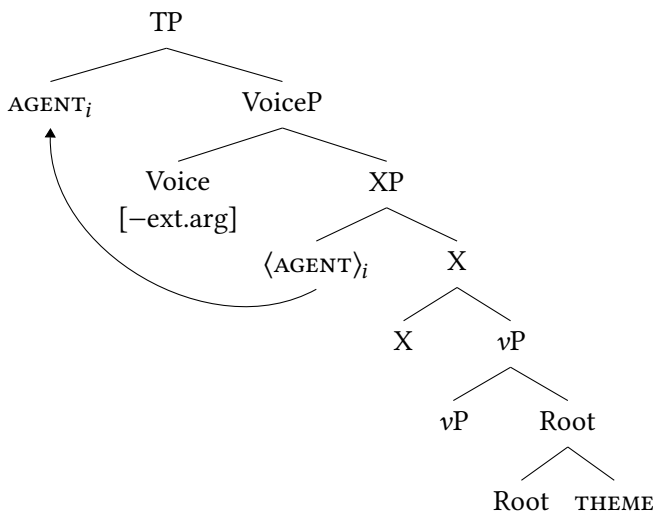 TP
AGENTᵢ VoiceP
Voice XP
[−ext.arg]
⟨AGENT⟩ᵢ X
X vP
vP Root
Root THEME